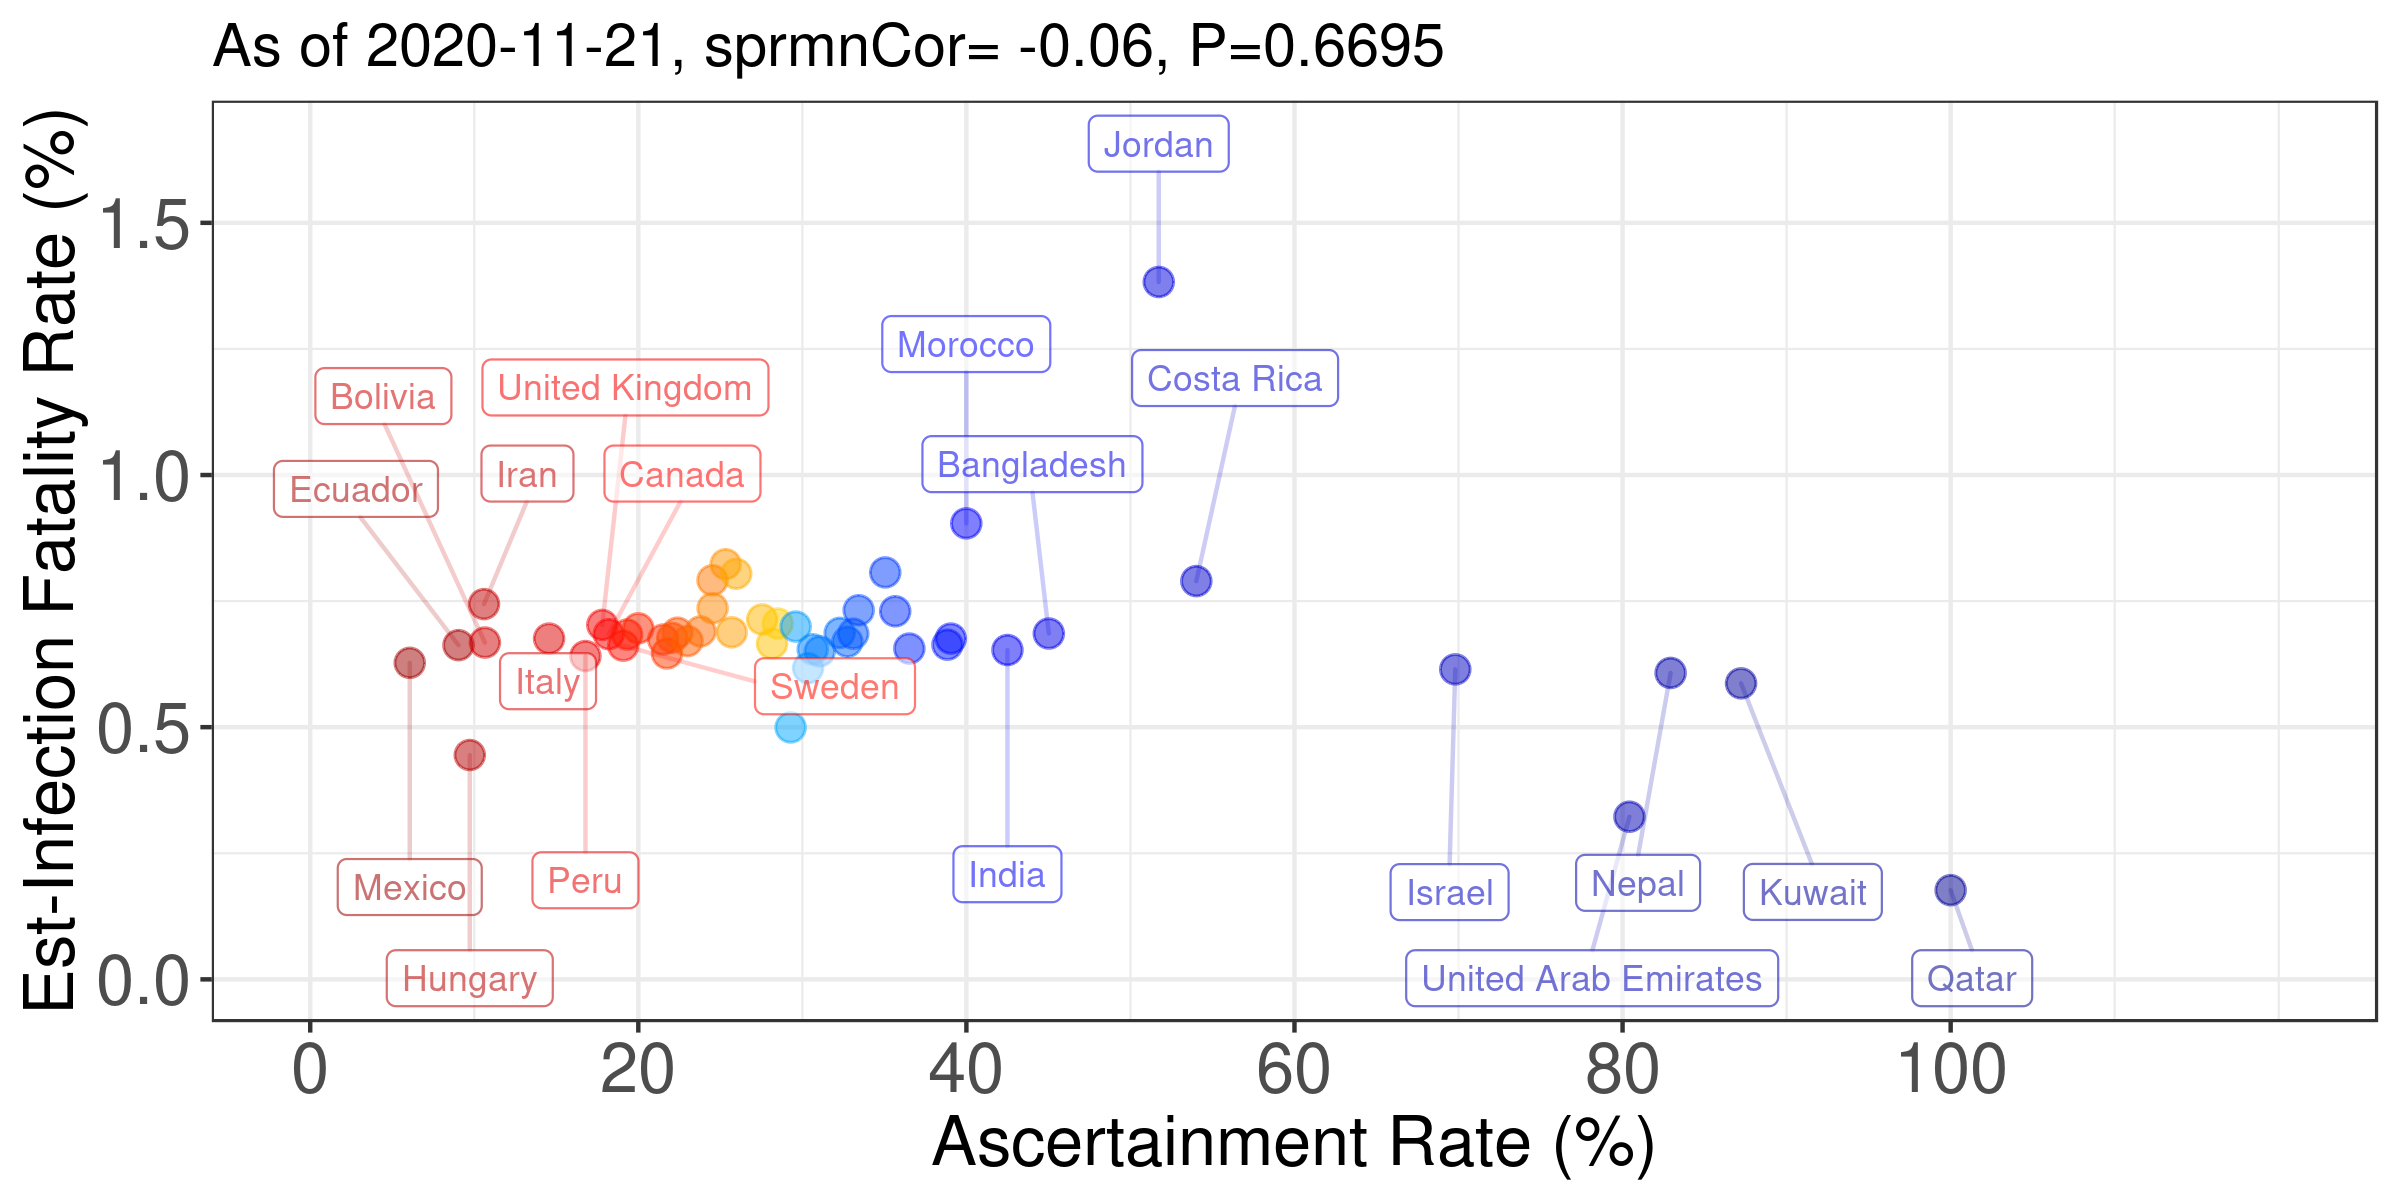 As of 2020-11-21, sprmnCor= -0.06, P=0.6695
Est-Infection Fatality Rate (%)
1.5
1.0
0.5
0.0
Jordan
Morocco
Costa Rica
United Kingdom
Bolivia
Bangladesh
Iran
Canada
Ecuador
Italy
Sweden
India
Peru
Mexico
Israel
Nepal
Kuwait
Hungary
United Arab Emirates
Qatar
0
20
40
60
80
100
Ascertainment Rate (%)